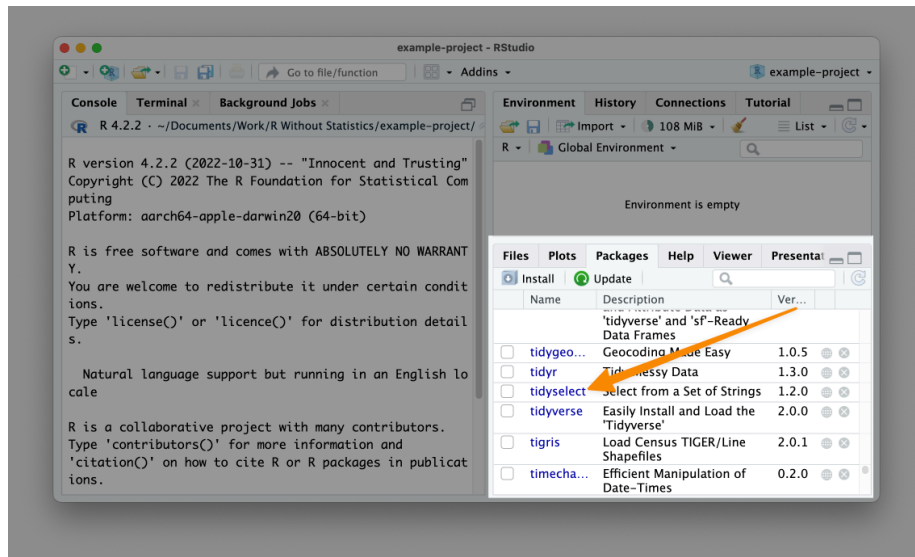 example-project - RStudio
Go to file/function
Addins
example-project
Console Terminal Background Jobs
R 4.2.2 · ~/Documents/Work/R Without Statistics/example-project/
R version 4.2.2 (2022-10-31) -- "Innocent and Trusting"
Copyright (C) 2022 The R Foundation for Statistical Com
puting
Platform: aarch64-apple-darwin20 (64-bit)
R is free software and comes with ABSOLUTELY NO WARRANT
Y.
You are welcome to redistribute it under certain condit
ions.
Type 'license()' or 'licence()' for distribution detail
s.
Natural language support but running in an English lo
cale
R is a collaborative project with many contributors.
Type 'contributors()' for more information and
'citation()' on how to cite R or R packages in publicat
ions.
Environment History Connections Tutorial
Import 108 MiB List
R Global Environment
Environment is empty
Files Plots Packages Help Viewer Presentat
Install Update
Name Description Ver...
and Attribute Data as
'tidyverse' and 'sf'-Ready
Data Frames
tidygeo... Geocoding Made Easy 1.0.5
tidyr Tidy Messy Data 1.3.0
tidyselect Select from a Set of Strings 1.2.0
tidyverse Easily Install and Load the 2.0.0
'Tidyverse'
tigris Load Census TIGER/Line 2.0.1
Shapefiles
timecha... Efficient Manipulation of 0.2.0
Date-Times